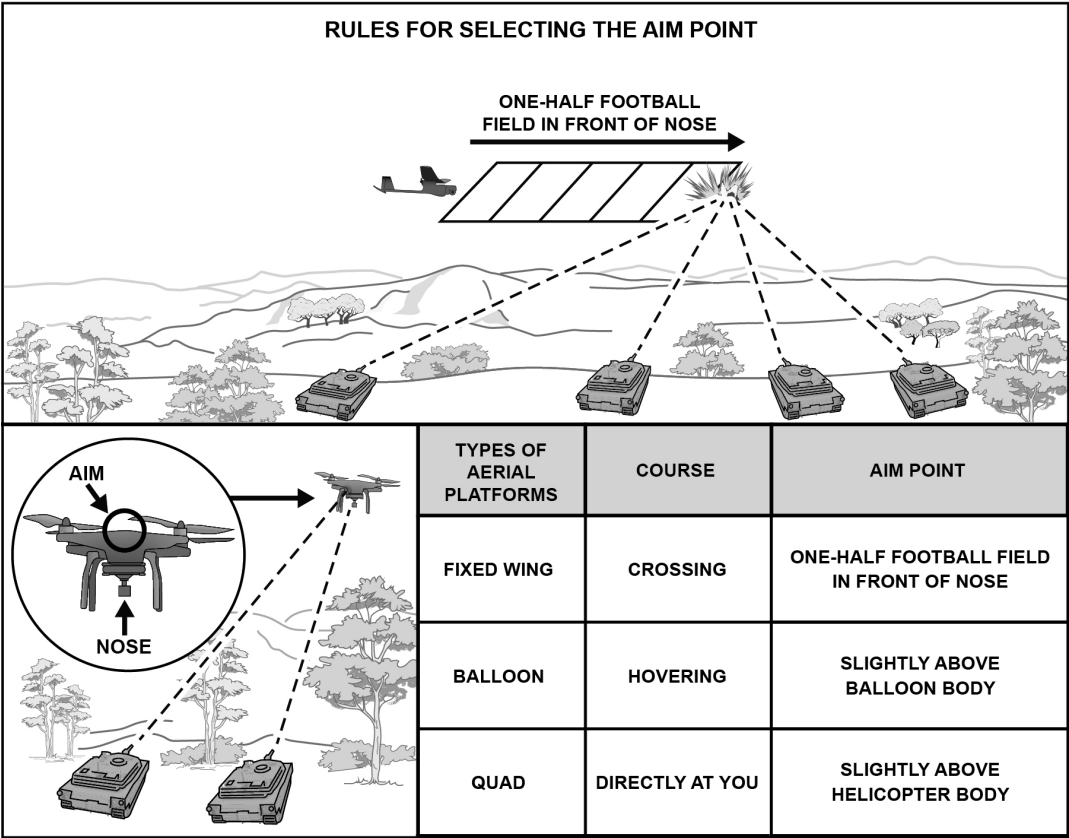 RULES FOR SELECTING THE AIM POINT
ONE-HALF FOOTBALL
FIELD IN FRONT OF NOSE
AIM
NOSE
TYPES OF
AERIAL
PLATFORMS
COURSE
AIM POINT
FIXED WING
CROSSING
ONE-HALF FOOTBALL FIELD
IN FRONT OF NOSE
BALLOON
HOVERING
SLIGHTLY ABOVE
BALLOON BODY
QUAD
DIRECTLY AT YOU
SLIGHTLY ABOVE
HELICOPTER BODY